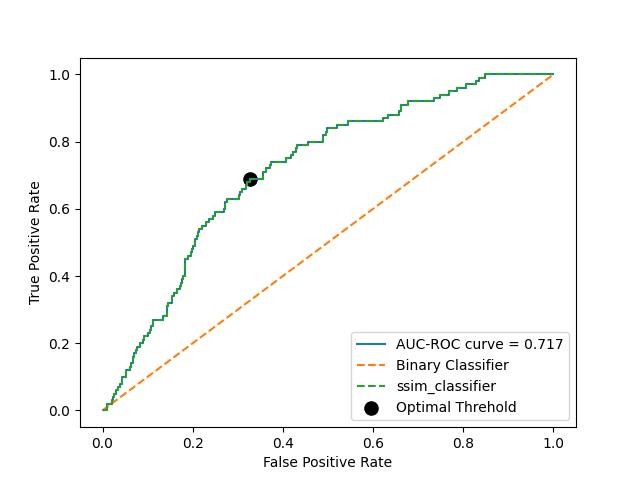 1.0
0.8
0.6
0.4
0.2
0.0
True Positive Rate
0.0 0.2 0.4 0.6 0.8 1.0
False Positive Rate
AUC-ROC curve = 0.717
Binary Classifier
ssim_classifier
Optimal Threhold